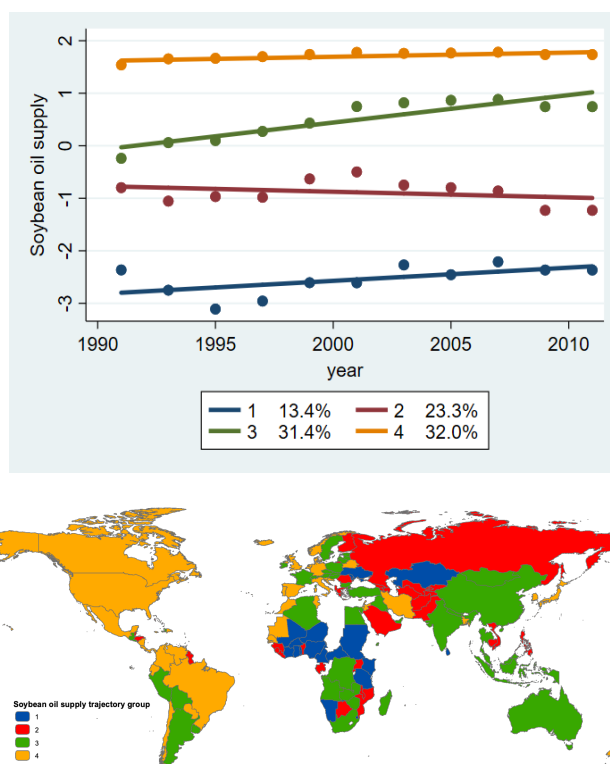 2
1
0
-1
-2
-3
Soybean oil supply
1990 1995 2000 2005 2010
year
1 13.4% 2 23.3%
3 31.4% 4 32.0%
Soybean oil supply trajectory group
1
2
3
4